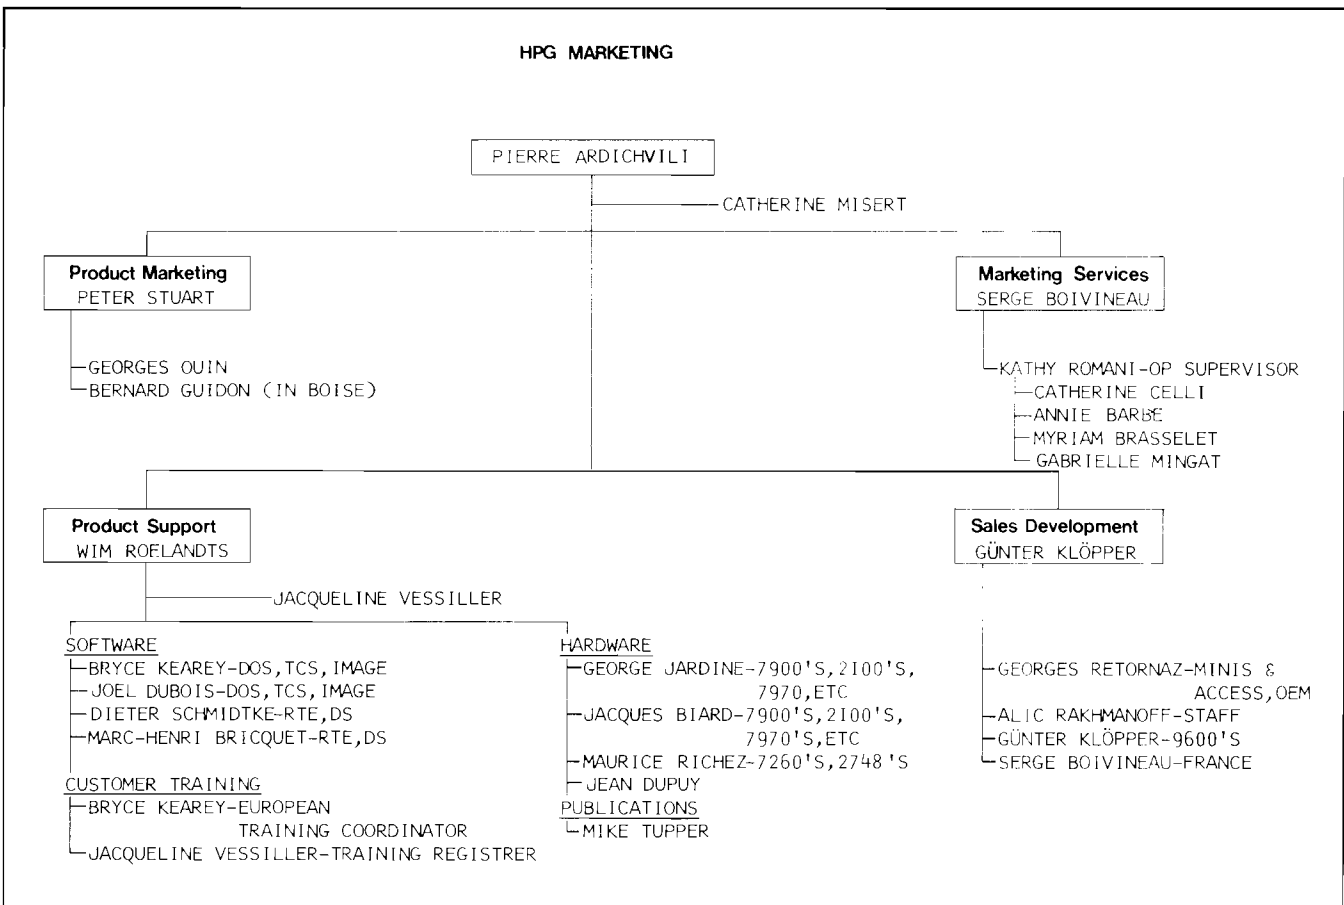 HPG MARKETING
PIERRE ARDICHVILI
CATHERINE MISERT
Product Marketing
PETER STUART
GEORGES OUIN
BERNARD GUIDON (IN BOISE)
Marketing Services
SERGE BOIVINEAU
KATHY ROMANI-OP SUPERVISOR
CATHERINE CELLI
ANNIE BARBE
MYRIAM BRASSELET
GABRIELLE MINGAT
Product Support
WIM ROELANDTS
JACQUELINE VESSILLER
SOFTWARE
BRYCE KEAREY-DOS,TCS,IMAGE
JOEL DUBOIS-DOS,TCS,IMAGE
DIETER SCHMIDTKE-RTE,DS
MARC-HENRI BRICQUET-RTE,DS
CUSTOMER TRAINING
BRYCE KEAREY-EUROPEAN
TRAINING COORDINATOR
JACQUELINE VESSILLER-TRAINING REGISTRER
HARDWARE
GEORGE JARDINE-7900'S,2100'S,
7970,ETC
JACQUES BIARD-7900'S,2100'S,
7970'S,ETC
MAURICE RICHEZ-7260'S,2748'S
JEAN DUPUY
PUBLICATIONS
MIKE TUPPER
Sales Development
GÜNTER KLÖPPER
GEORGES RETORNAZ-MINIS &
ACCESS,OEM
ALIC RAKHMANOFF-STAFF
GÜNTER KLÖPPER-9600'S
SERGE BOIVINEAU-FRANCE